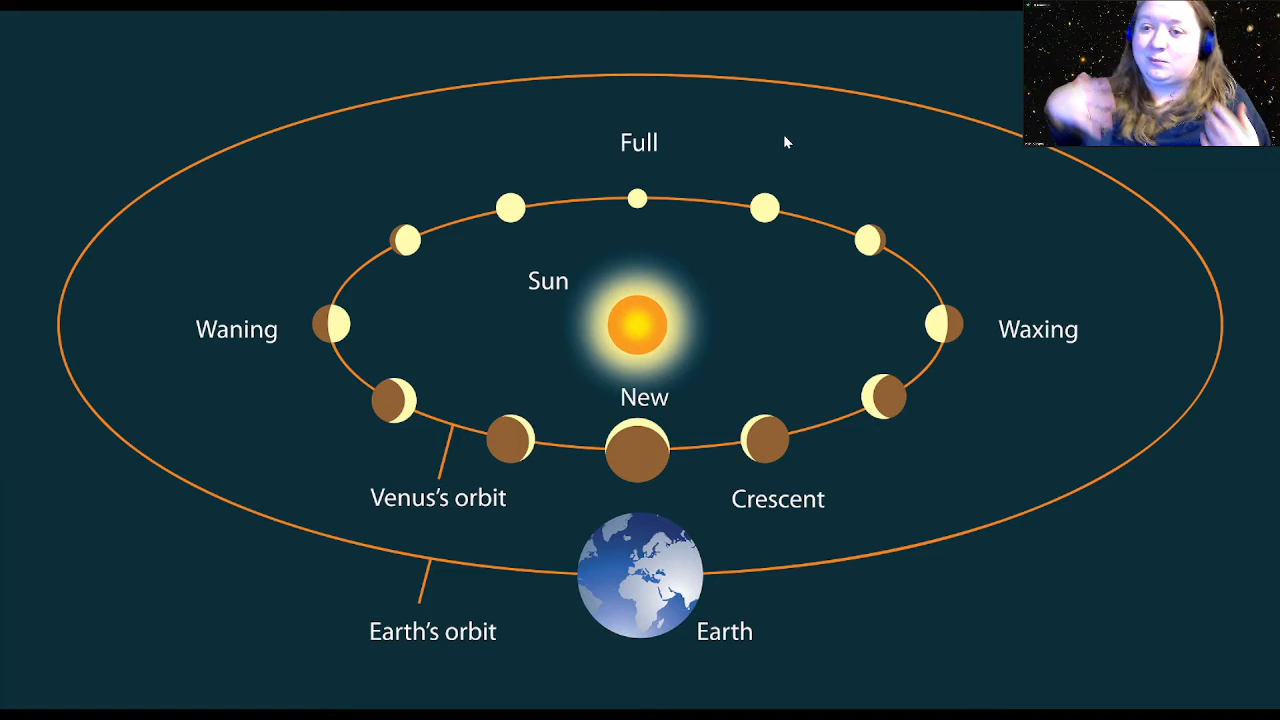 Full
Sun
Waning
Waxing
New
Venus's orbit
Crescent
Earth's orbit
Earth